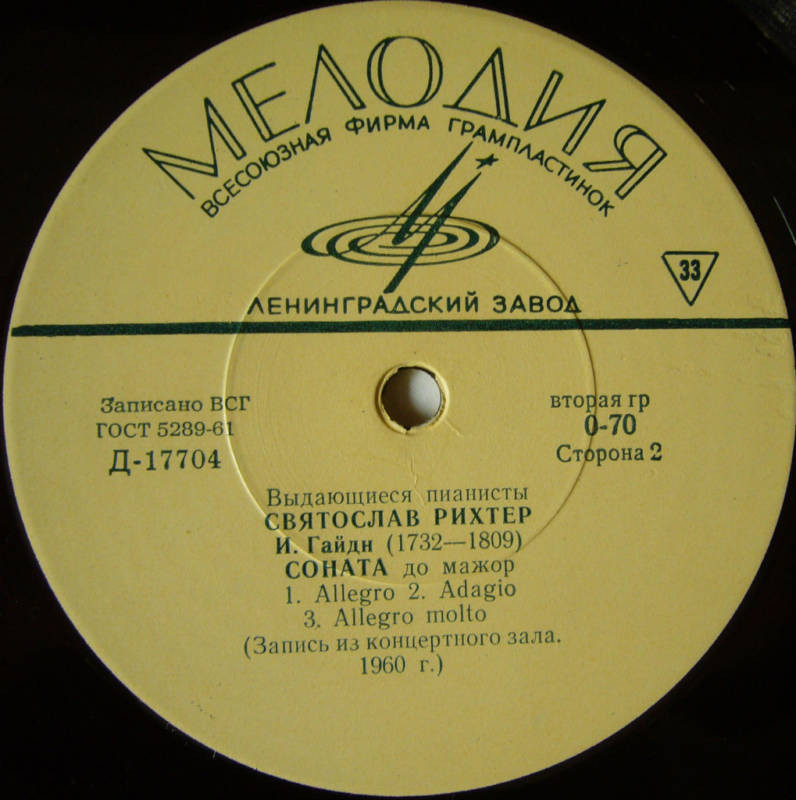 МЕЛОДИЯ
ВСЕСОЮЗНАЯ ФИРМА ГРАМПЛАСТИНОК
33
ЛЕНИНГРАДСКИЙ ЗАВОД
Записано ВСГ
ГОСТ 5289-61
Д-17704
вторая гр
0-70
Сторона 2
Выдающиеся пианисты
СВЯТОСЛАВ РИХТЕР
И. Гайдн (1732—1809)
СОНАТА до мажор
1. Allegro 2. Adagio
3. Allegro molto
(Запись из концертного зала.
1960 г.)